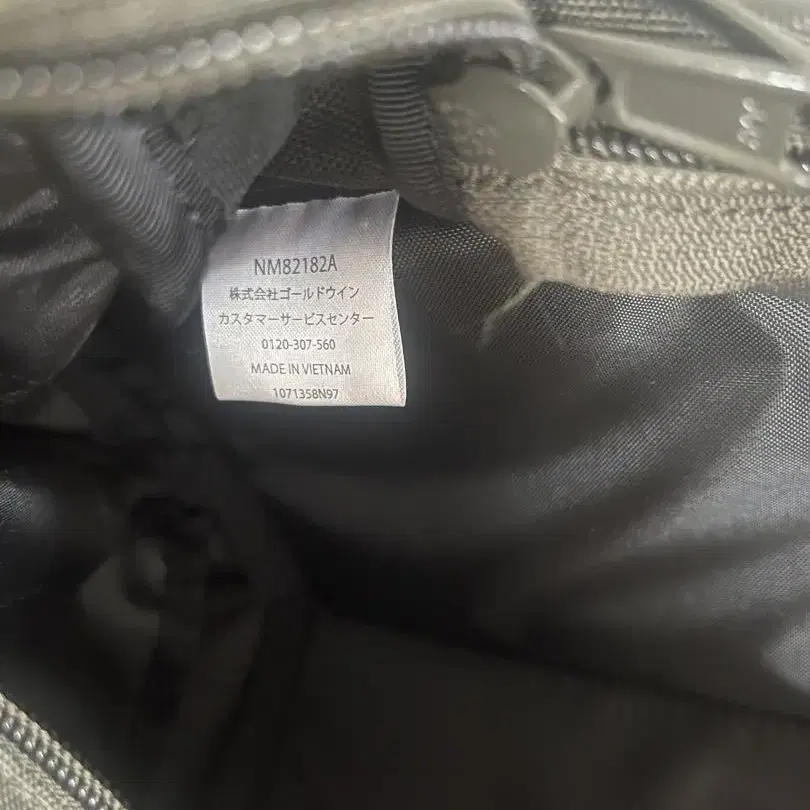 NM82182A
株式会社ゴールドウイン
カスタマーサービスセンター
0120-307-560
MADE IN VIETNAM
1071358N97